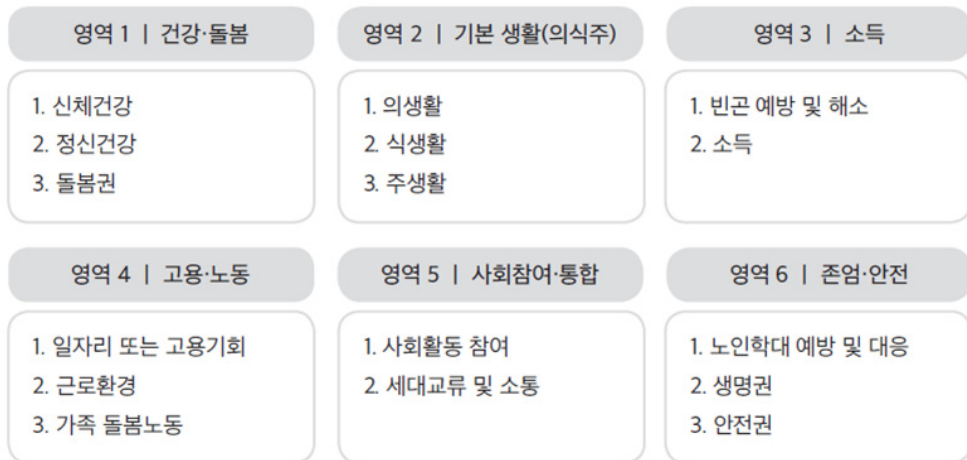 영역 1 | 건강·돌봄
1. 신체건강
2. 정신건강
3. 돌봄권
영역 2 | 기본 생활(의식주)
1. 의생활
2. 식생활
3. 주생활
영역 3 | 소득
1. 빈곤 예방 및 해소
2. 소득
영역 4 | 고용·노동
1. 일자리 또는 고용기회
2. 근로환경
3. 가족 돌봄노동
영역 5 | 사회참여·통합
1. 사회활동 참여
2. 세대교류 및 소통
영역 6 | 존엄·안전
1. 노인학대 예방 및 대응
2. 생명권
3. 안전권